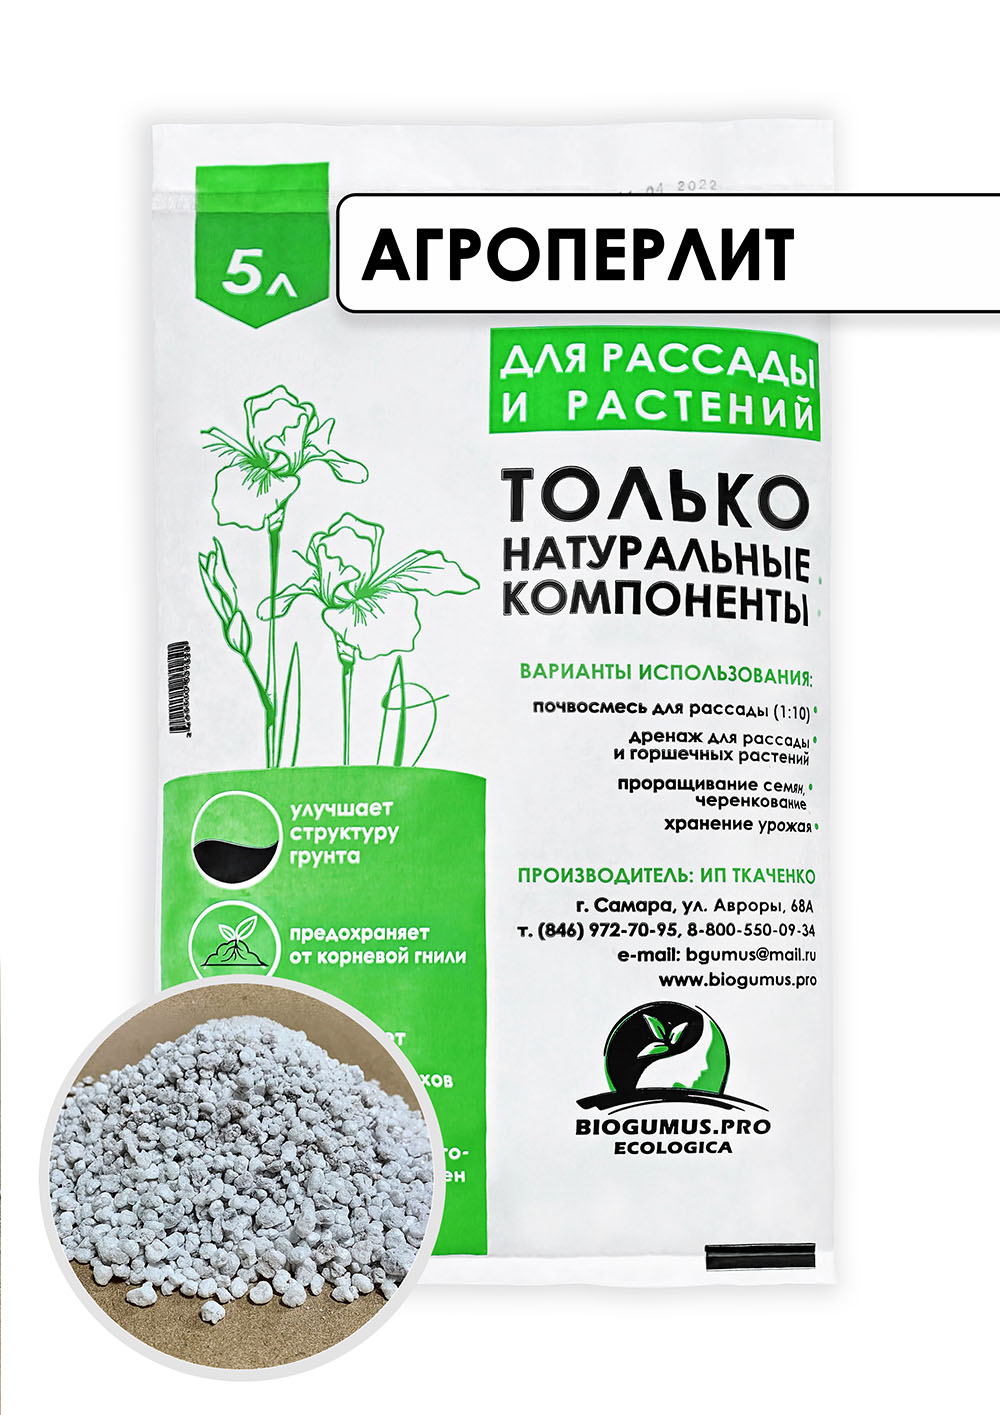 04 2022
5л
АГРОПЕРЛИТ
ДЛЯ РАССАДЫ
И РАСТЕНИЙ
ТОЛЬКО
НАТУРАЛЬНЫЕ
КОМПОНЕНТЫ
ВАРИАНТЫ ИСПОЛЬЗОВАНИЯ:
почвосмесь для рассады (1:10)
дренаж для рассады
и горшечных растений
проращивание семян,
черенкование
хранение урожая
улучшает
структуру
грунта
предохраняет
от корневой гнили
ПРОИЗВОДИТЕЛЬ: ИП ТКАЧЕНКО
г. Самара, ул. Авроры, 68А
т. (846) 972-70-95, 8-800-550-09-34
e-mail: bgumus@mail.ru
www.biogumus.pro
BIOGUMUS.PRO
ECOLOGICA